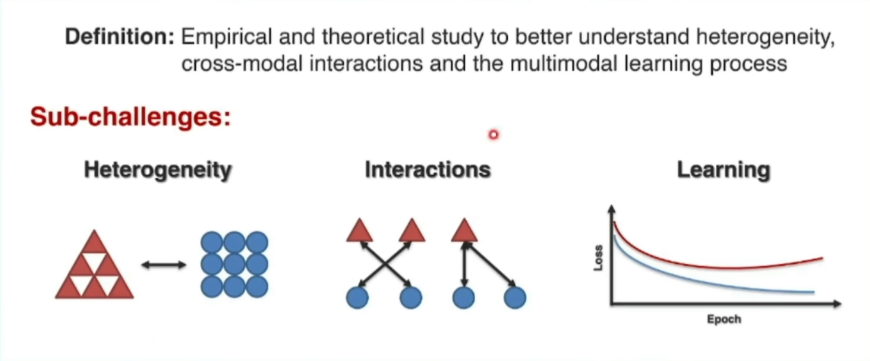 Definition: Empirical and theoretical study to better understand heterogeneity,
cross-modal interactions and the multimodal learning process
Sub-challenges:
Heterogeneity
Interactions
Learning
Loss
Epoch